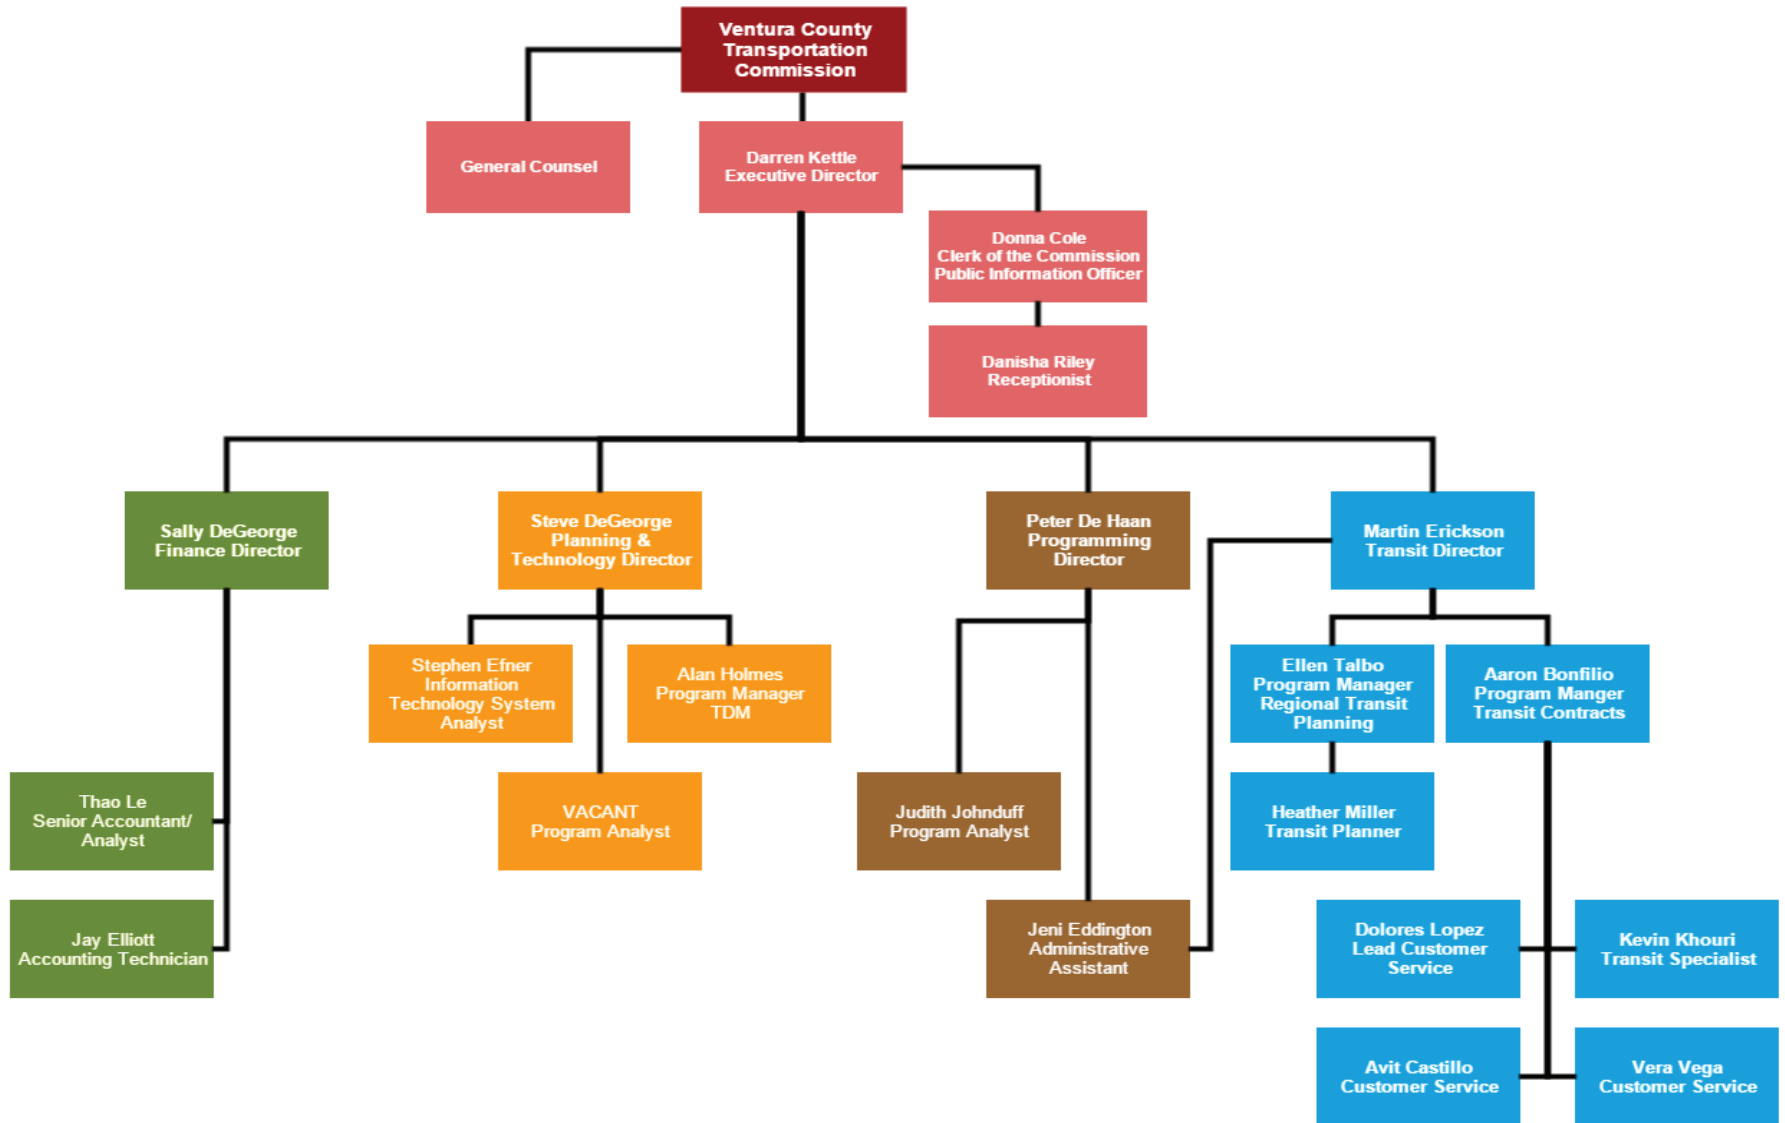 Ventura County
Transportation
Commission
General Counsel
Darren Kettle
Executive Director
Donna Cole
Clerk of the Commission
Public Information Officer
Danisha Riley
Receptionist
Sally DeGeorge
Finance Director
Steve DeGeorge
Planning &
Technology Director
Peter De Haan
Programming
Director
Martin Erickson
Transit Director
Stephen Efner
Information
Technology System
Analyst
Alan Holmes
Program Manager
TDM
Ellen Talbo
Program Manager
Regional Transit
Planning
Aaron Bonfilio
Program Manger
Transit Contracts
Thao Le
Senior Accountant/
Analyst
VACANT
Program Analyst
Judith Johnduff
Program Analyst
Heather Miller
Transit Planner
Jay Elliott
Accounting Technician
Jeni Eddington
Administrative
Assistant
Dolores Lopez
Lead Customer
Service
Kevin Khouri
Transit Specialist
Avit Castillo
Customer Service
Vera Vega
Customer Service